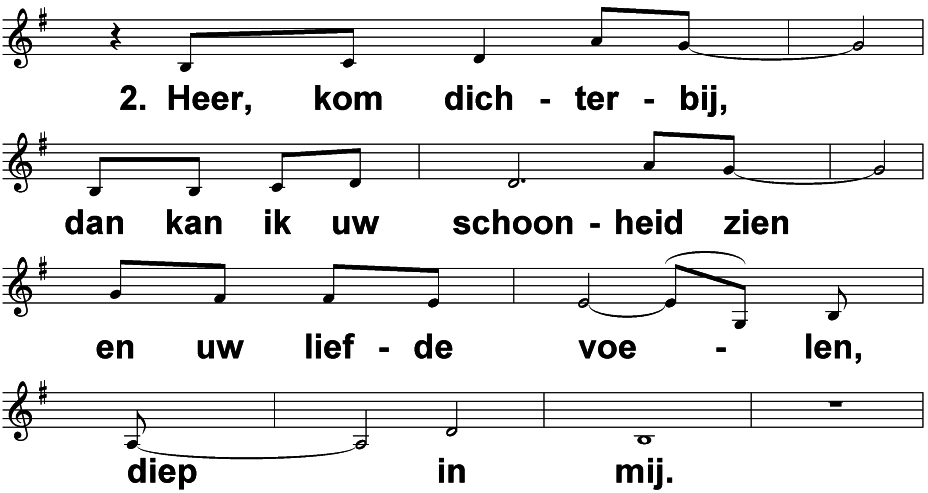 2. Heer, kom dich - ter - bij,
dan kan ik uw schoon - heid zien
en uw lief - de voe - len,
diep in mij.